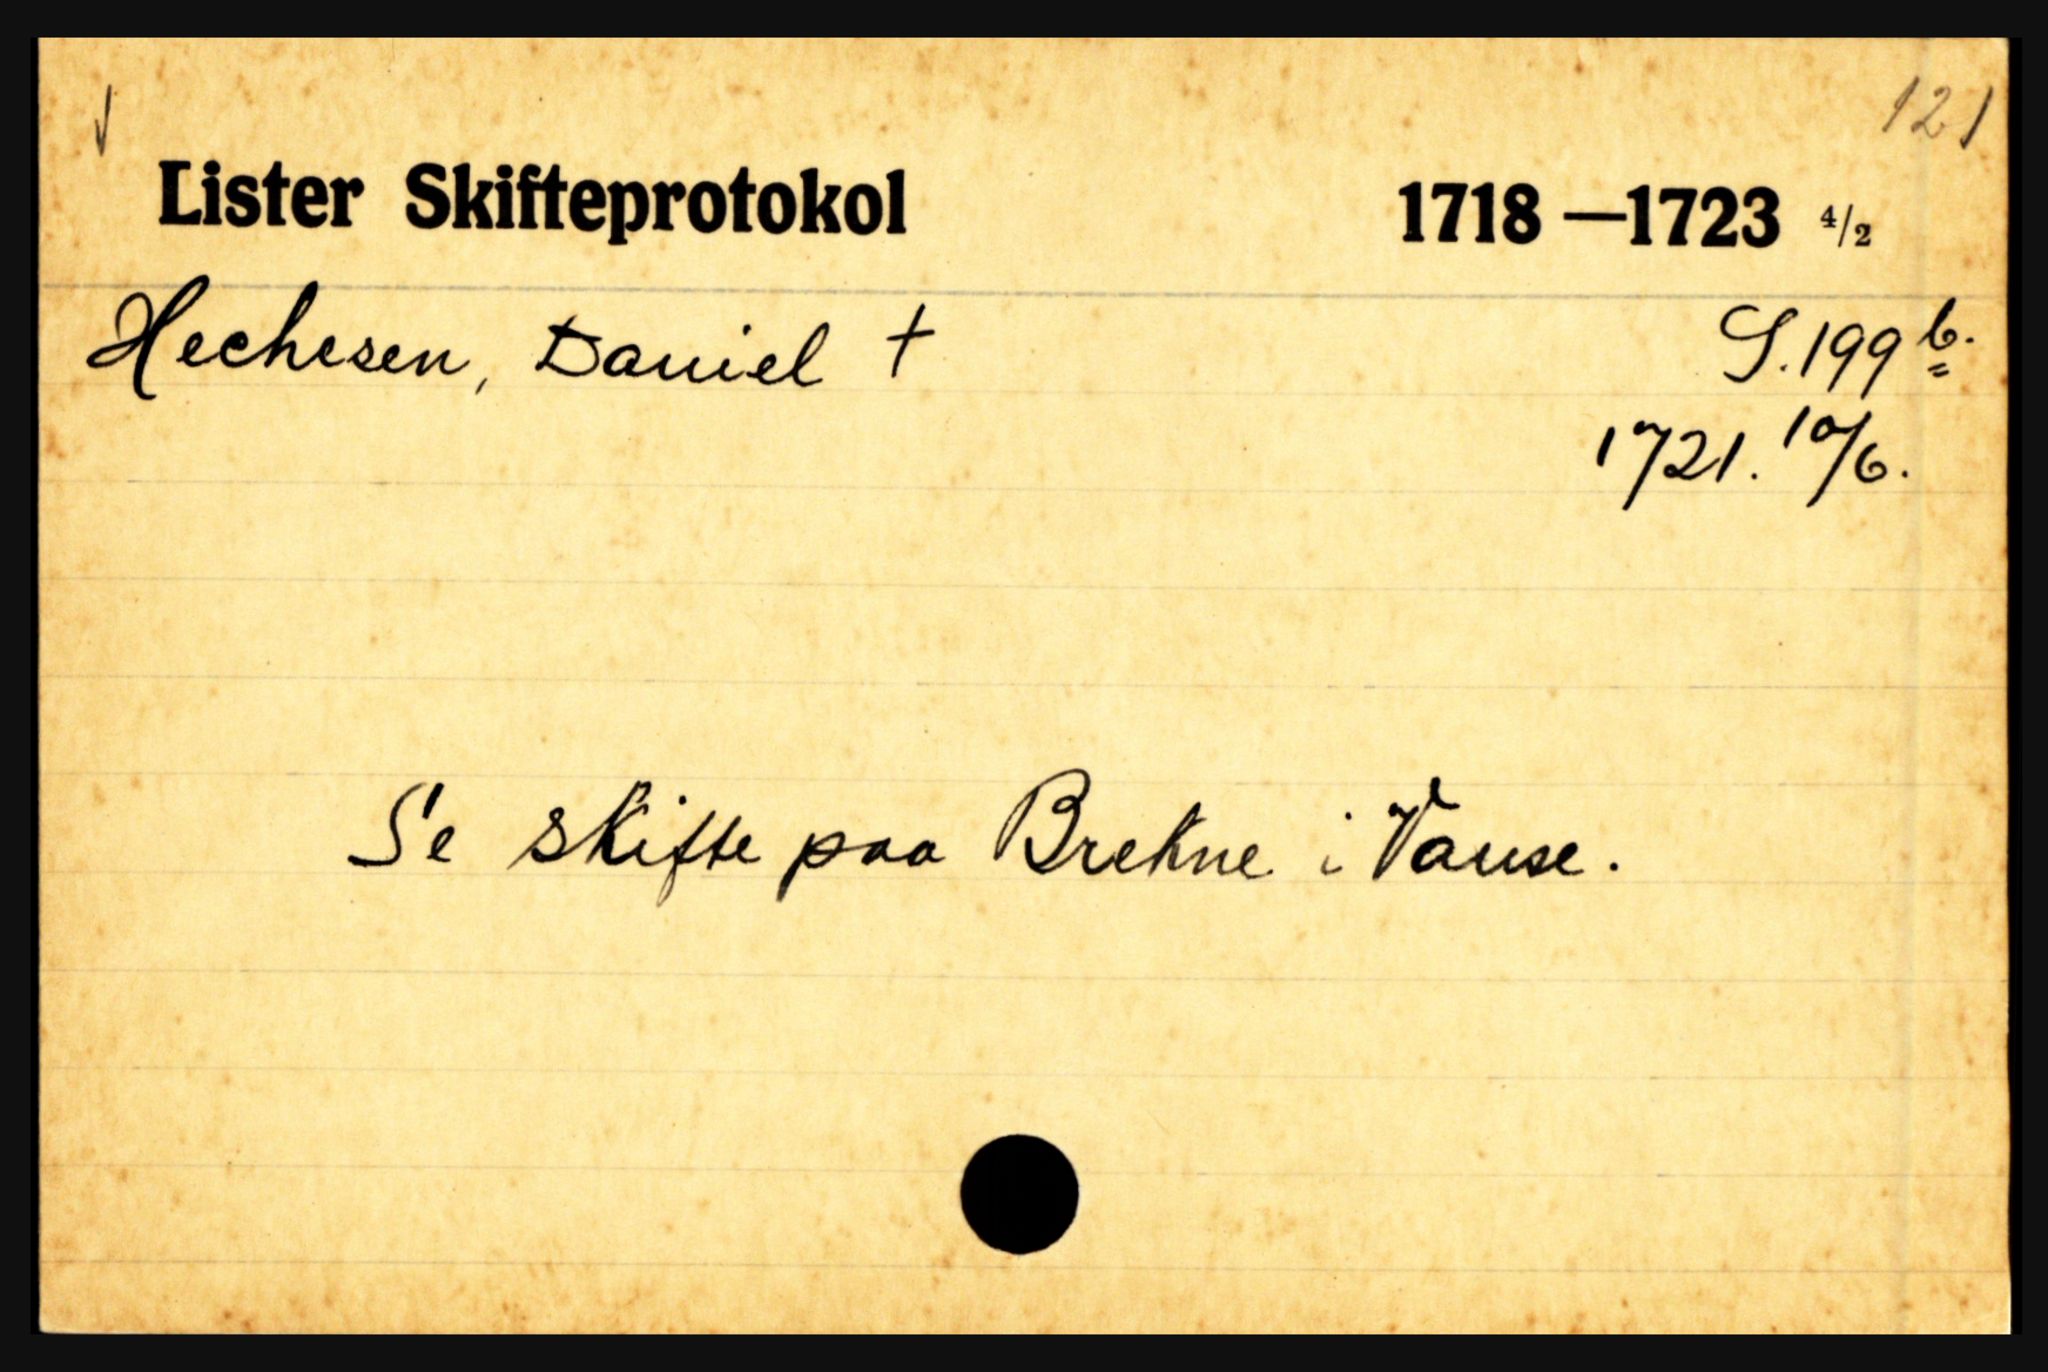 121
Lister Skifteprotokol 1718—1723 4/2
Hechesen, Daniel † S. 199 b.
1721. 10/6.
Se skifte paa Brekne i Vanse.